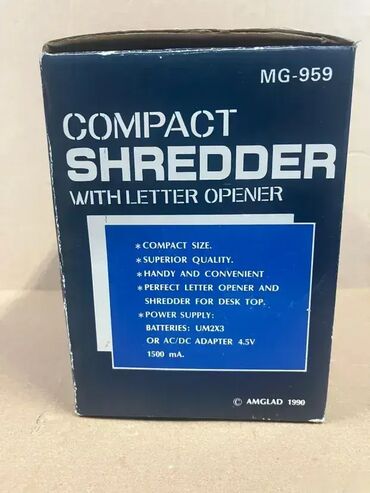 MG-959
COMPACT
SHREDDER
WITH LETTER OPENER
* COMPACT SIZE.
* SUPERIOR QUALITY.
* HANDY AND CONVENIENT
* PERFECT LETTER OPENER AND
SHREDDER FOR DESK TOP.
* POWER SUPPLY:
BATTERIES: UM2X3
OR AC/DC ADAPTER 4.5V
1500 mA.
© AMGLAD 1990